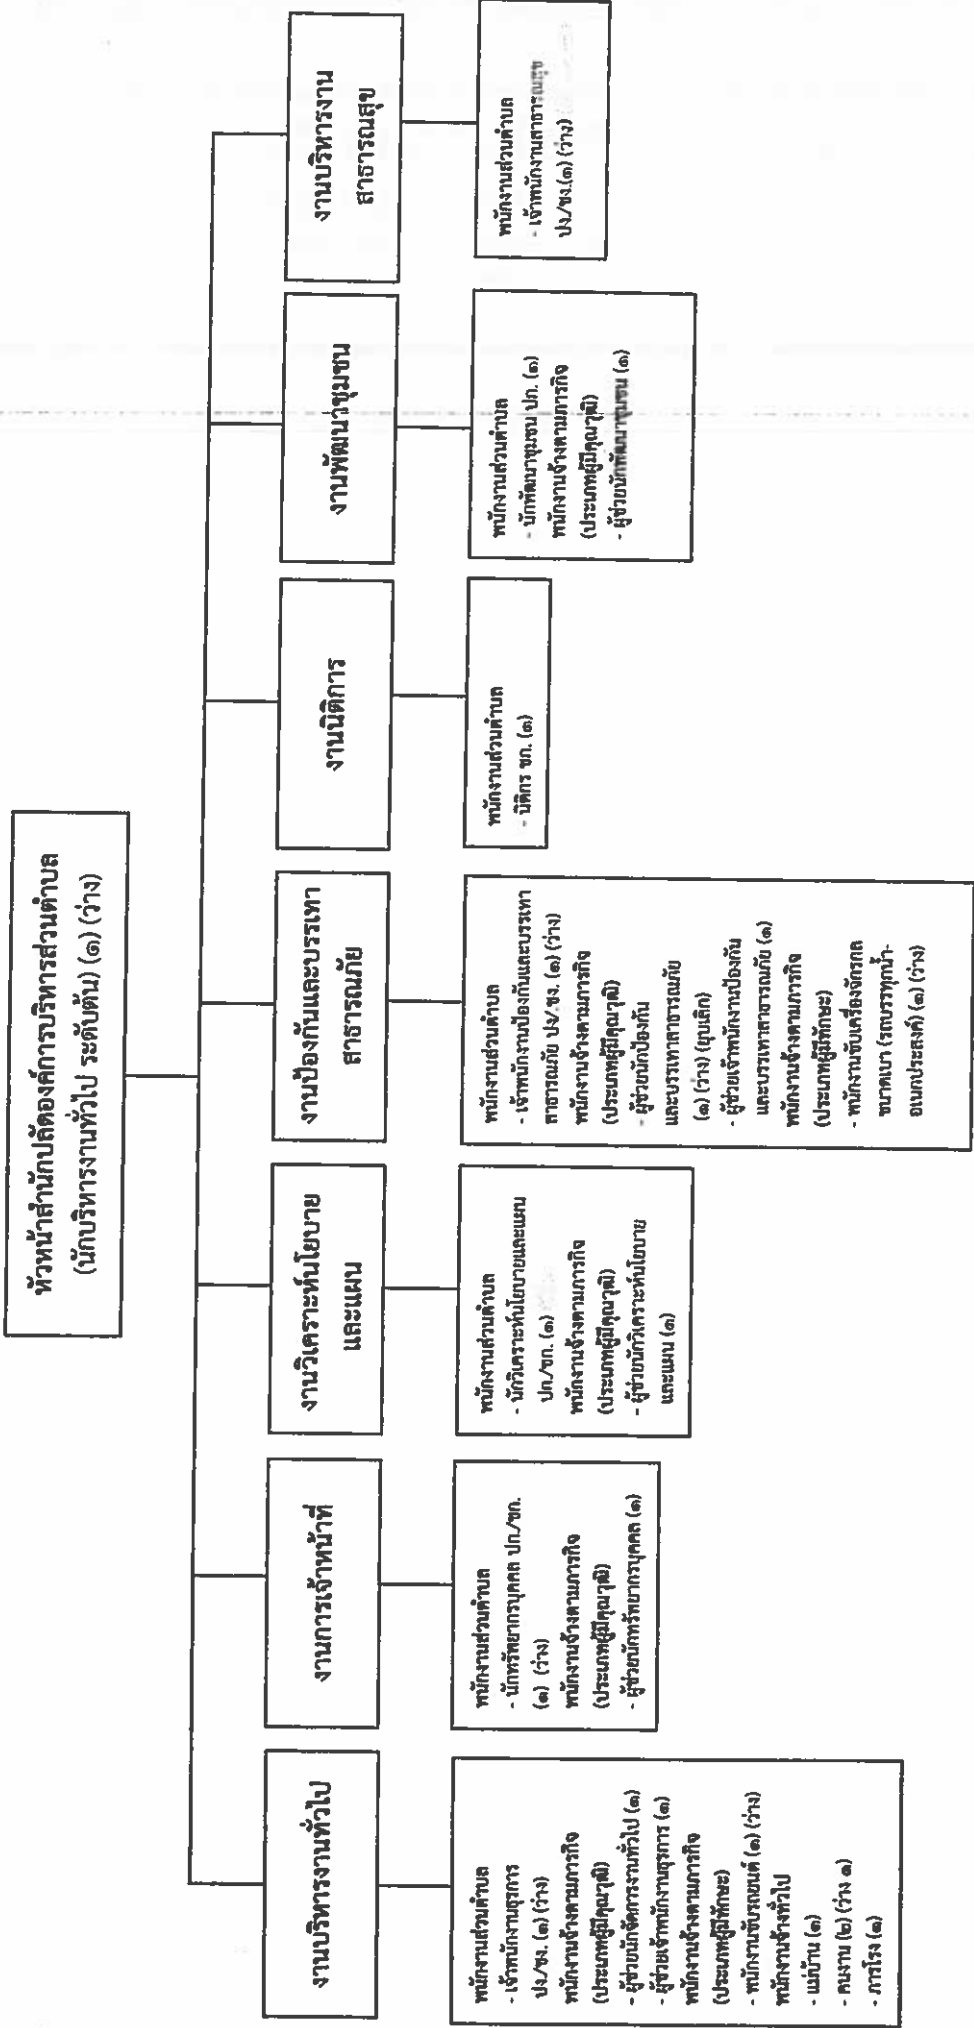 หัวหน้าสำนักปลัดองค์การบริหารส่วนตำบล
(นักบริหารงานทั่วไป ระดับต้น) (๑) (ว่าง)
งานบริหารงานทั่วไป
พนักงานส่วนตำบล
- เจ้าพนักงานธุรการ
ปง./ชง. (๑) (ว่าง)
พนักงานจ้างตามภารกิจ
(ประเภทผู้มีคุณวุฒิ)
- ผู้ช่วยนักจัดการงานทั่วไป (๑)
- ผู้ช่วยเจ้าพนักงานธุรการ (๑)
พนักงานจ้างตามภารกิจ
(ประเภทผู้มีทักษะ)
- พนักงานขับรถยนต์ (๑) (ว่าง)
พนักงานจ้างทั่วไป
- แม่บ้าน (๑)
- คนงาน (๒) (ว่าง ๑)
- ภารโรง (๑)
งานการเจ้าหน้าที่
พนักงานส่วนตำบล
- นักทรัพยากรบุคคล ปก./ชก.
(๑) (ว่าง)
พนักงานจ้างตามภารกิจ
(ประเภทผู้มีคุณวุฒิ)
- ผู้ช่วยนักทรัพยากรบุคคล (๑)
งานวิเคราะห์นโยบาย
และแผน
พนักงานส่วนตำบล
- นักวิเคราะห์นโยบายและแผน
ปก./ชก. (๑)
พนักงานจ้างตามภารกิจ
(ประเภทผู้มีคุณวุฒิ)
- ผู้ช่วยนักวิเคราะห์นโยบาย
และแผน (๑)
งานป้องกันและบรรเทา
สาธารณภัย
พนักงานส่วนตำบล
- เจ้าพนักงานป้องกันและบรรเทา
สาธารณภัย ปง/ชง. (๑) (ว่าง)
พนักงานจ้างตามภารกิจ
(ประเภทผู้มีคุณวุฒิ)
- ผู้ช่วยนักป้องกัน
และบรรเทาสาธารณภัย
(๑) (ว่าง) (ยุบเลิก)
- ผู้ช่วยเจ้าพนักงานป้องกัน
และบรรเทาสาธารณภัย (๑)
พนักงานจ้างตามภารกิจ
(ประเภทผู้มีทักษะ)
- พนักงานขับเครื่องจักรกล
ขนาดเบา (รถบรรทุกน้ำ-
อเนกประสงค์) (๑) (ว่าง)
งานนิติการ
พนักงานส่วนตำบล
- นิติกร ชก. (๑)
งานพัฒนาชุมชน
พนักงานส่วนตำบล
- นักพัฒนาชุมชน ปก. (๑)
พนักงานจ้างตามภารกิจ
(ประเภทผู้มีคุณวุฒิ)
- ผู้ช่วยนักพัฒนาชุมชน (๑)
งานบริหารงาน
สาธารณสุข
พนักงานส่วนตำบล
- เจ้าพนักงานสาธารณสุข
ปง./ชง.(๑) (ว่าง)